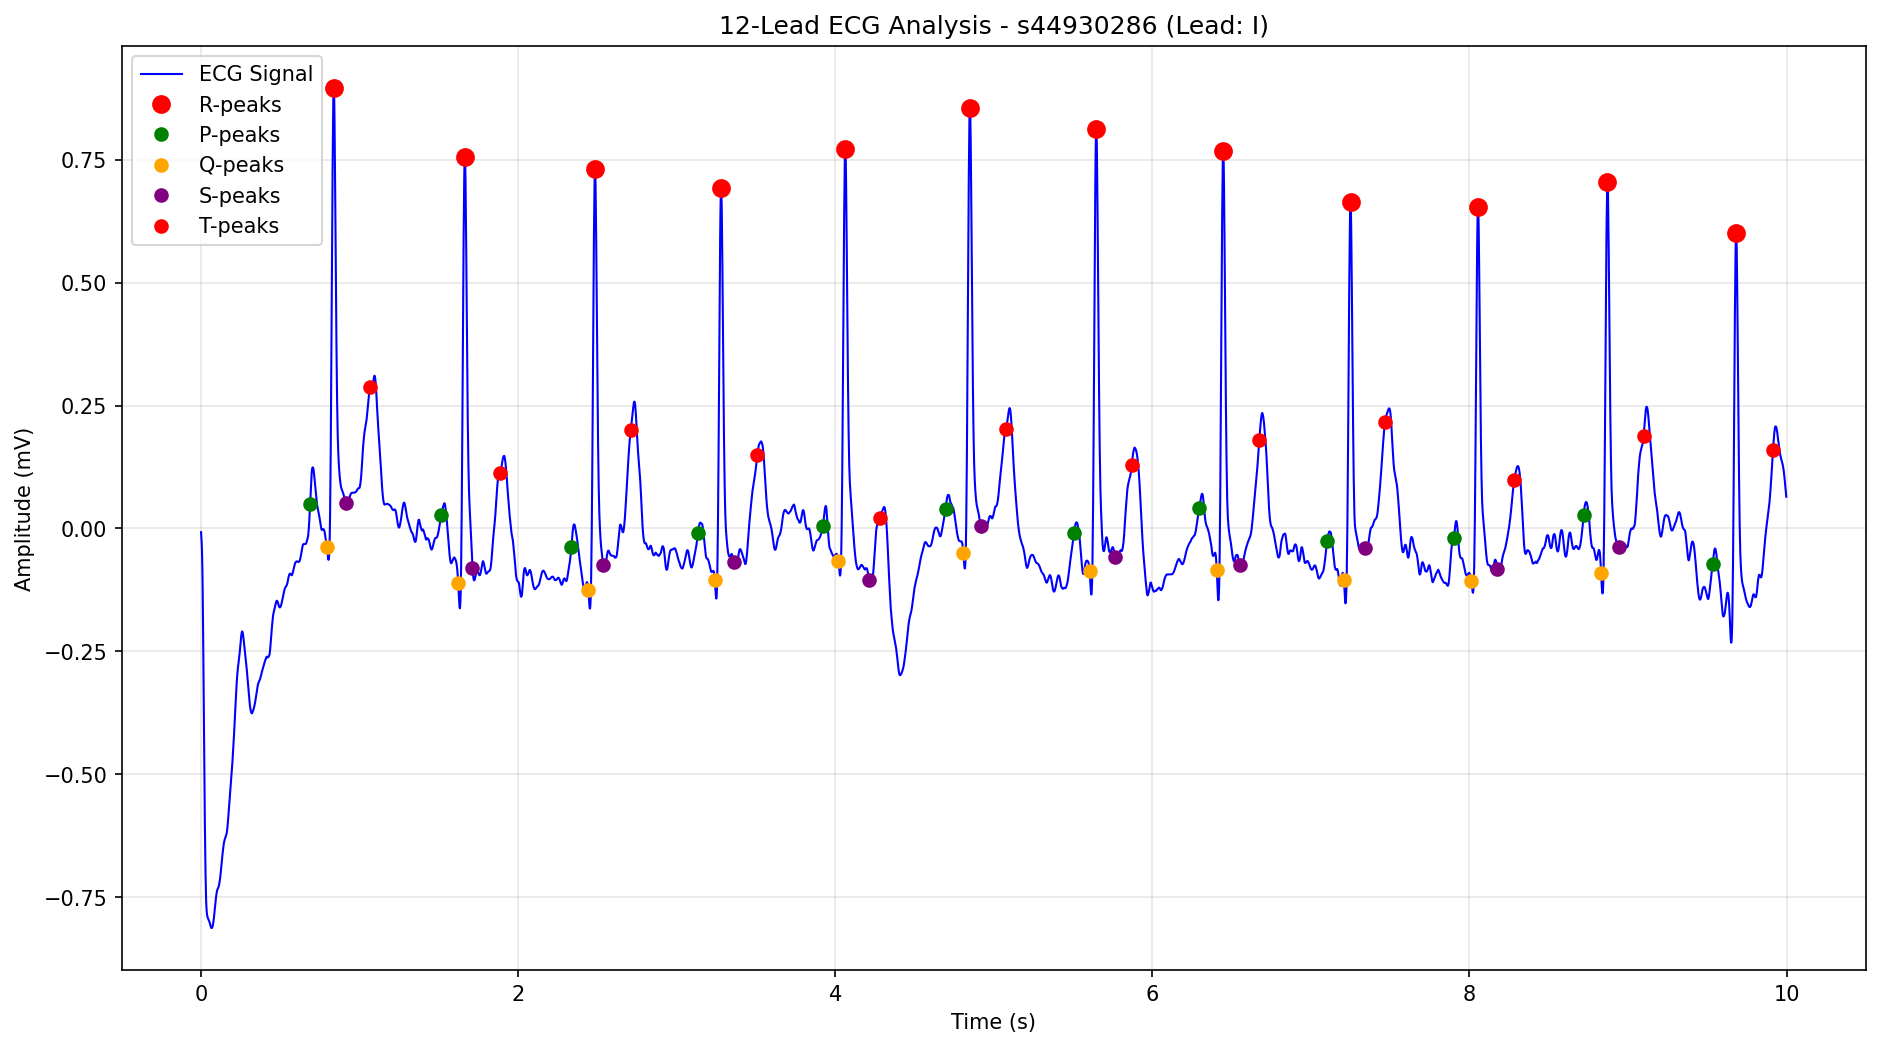 12-Lead ECG Analysis - s44930286 (Lead: I)
ECG Signal
R-peaks
P-peaks
Q-peaks
S-peaks
T-peaks
0.75
0.50
0.25
0.00
−0.25
−0.50
−0.75
Amplitude (mV)
0 2 4 6 8 10
Time (s)